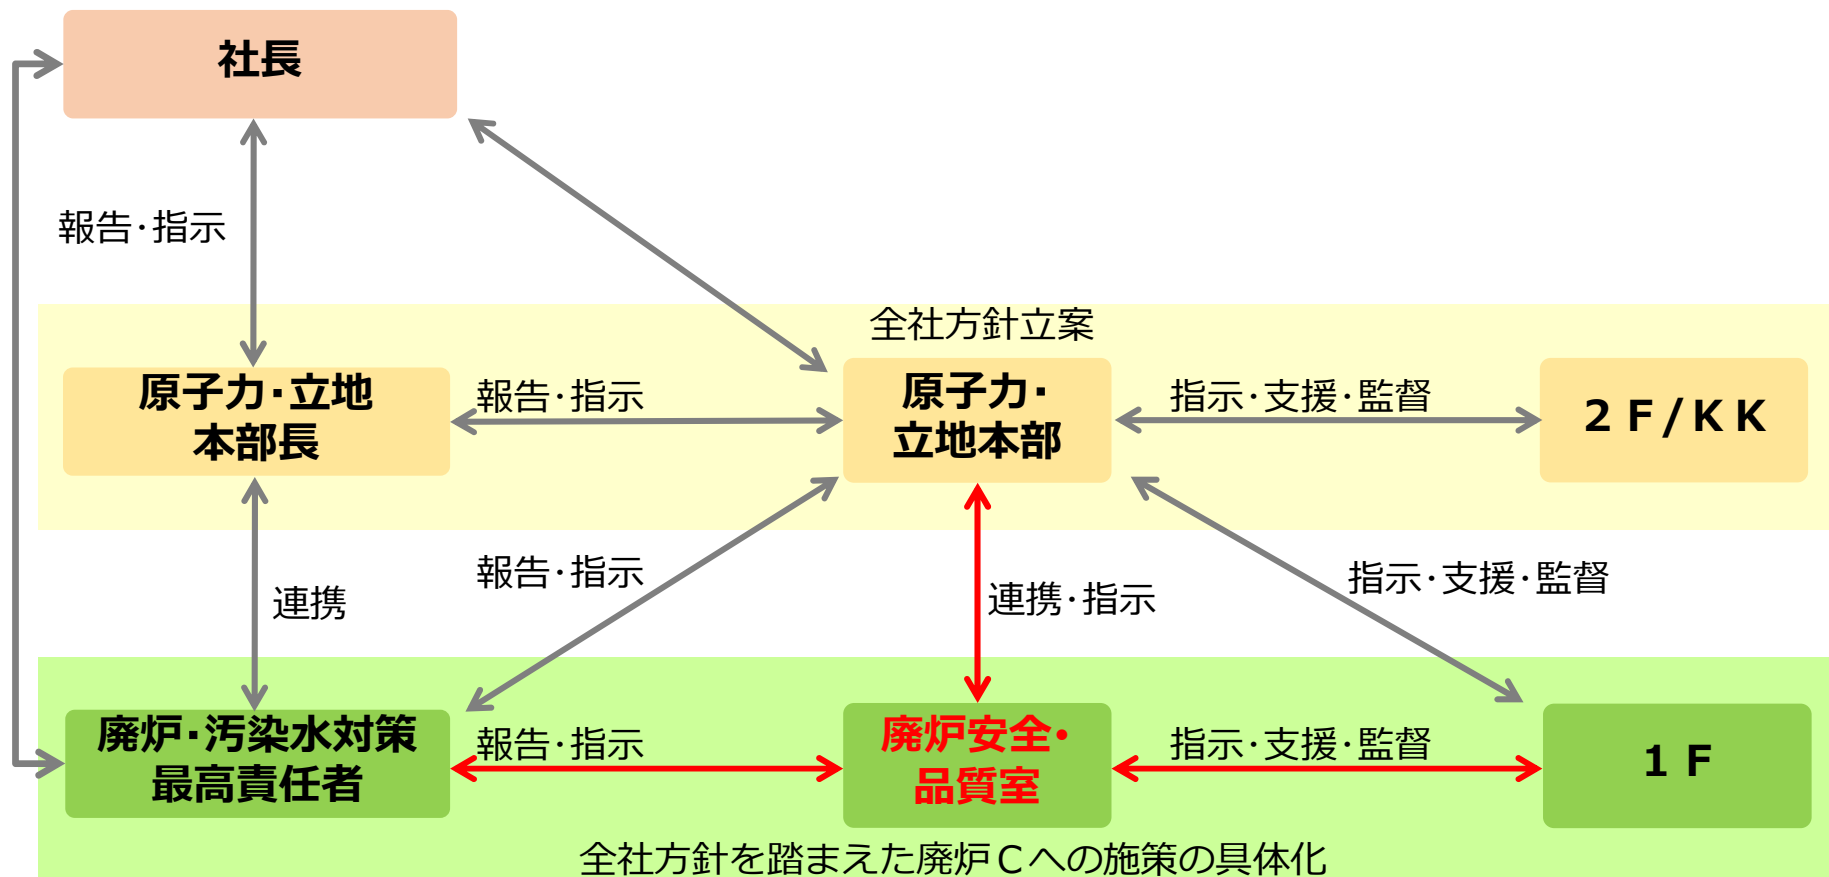 社長
報告･指示
全社方針立案
原子力･立地
本部長
報告･指示
原子力･
立地本部
指示･支援･監督
２Ｆ/ＫＫ
連携
報告･指示
連携･指示
指示･支援･監督
廃炉･汚染水対策
最高責任者
報告･指示
廃炉安全･
品質室
指示･支援･監督
１Ｆ
全社方針を踏まえた廃炉Ｃへの施策の具体化